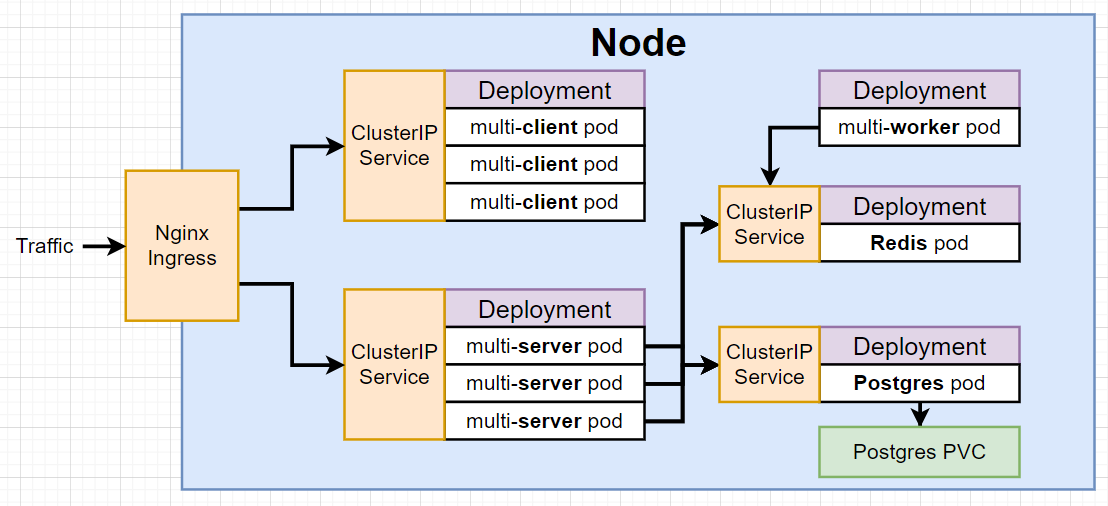 Node
Traffic
Nginx
Ingress
ClusterIP
Service
Deployment
multi-client pod
multi-client pod
multi-client pod
ClusterIP
Service
Deployment
multi-server pod
multi-server pod
multi-server pod
Deployment
multi-worker pod
ClusterIP
Service
Deployment
Redis pod
ClusterIP
Service
Deployment
Postgres pod
Postgres PVC